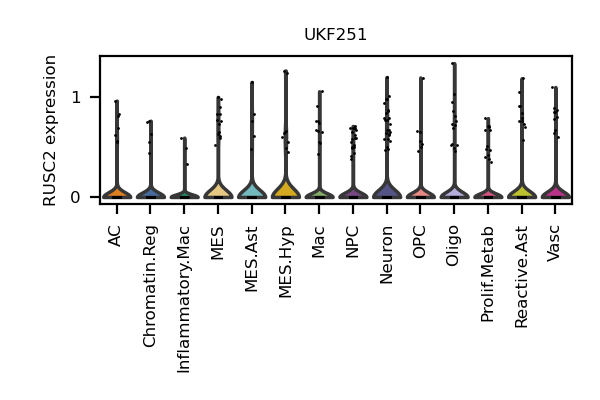 UKF251
RUSC2 expression
1
0
AC
Chromatin.Reg
Inflammatory.Mac
MES
MES.Ast
MES.Hyp
Mac
NPC
Neuron
OPC
Oligo
Prolif.Metab
Reactive.Ast
Vasc